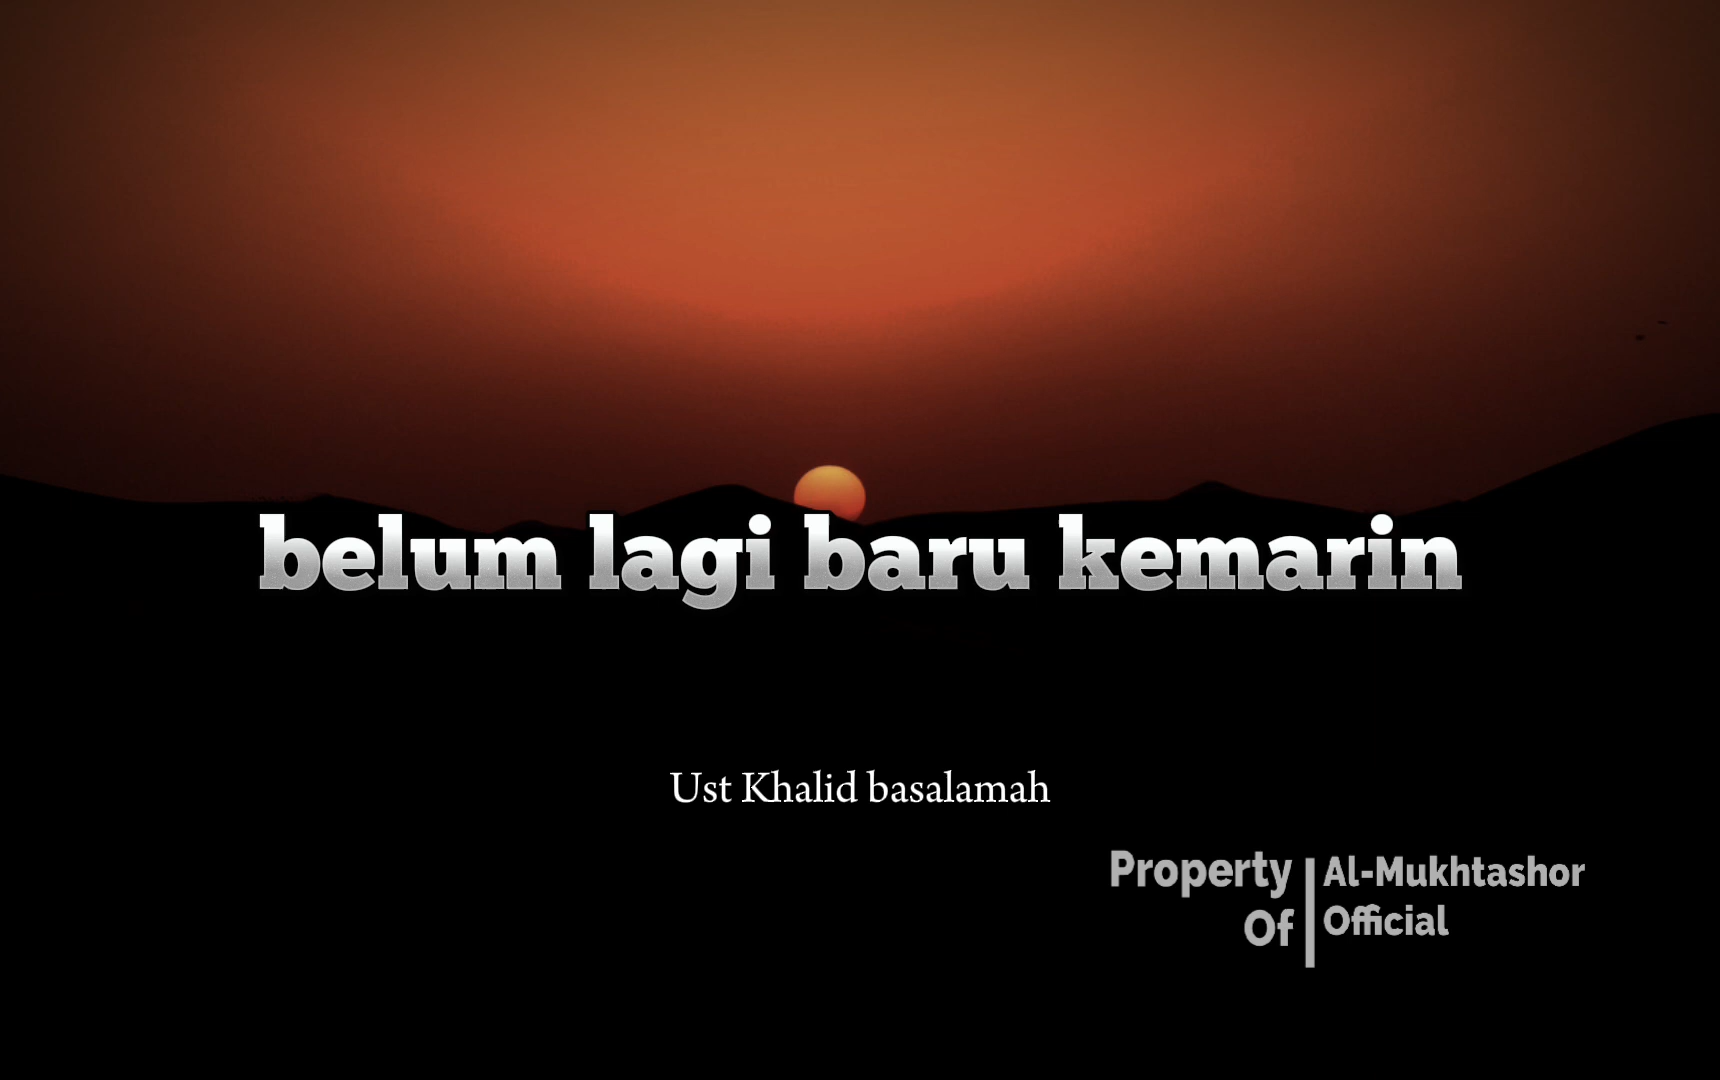 belum lagi baru kemarin
Ust Khalid basalamah
Property Of
Al-Mukhtashor
Official